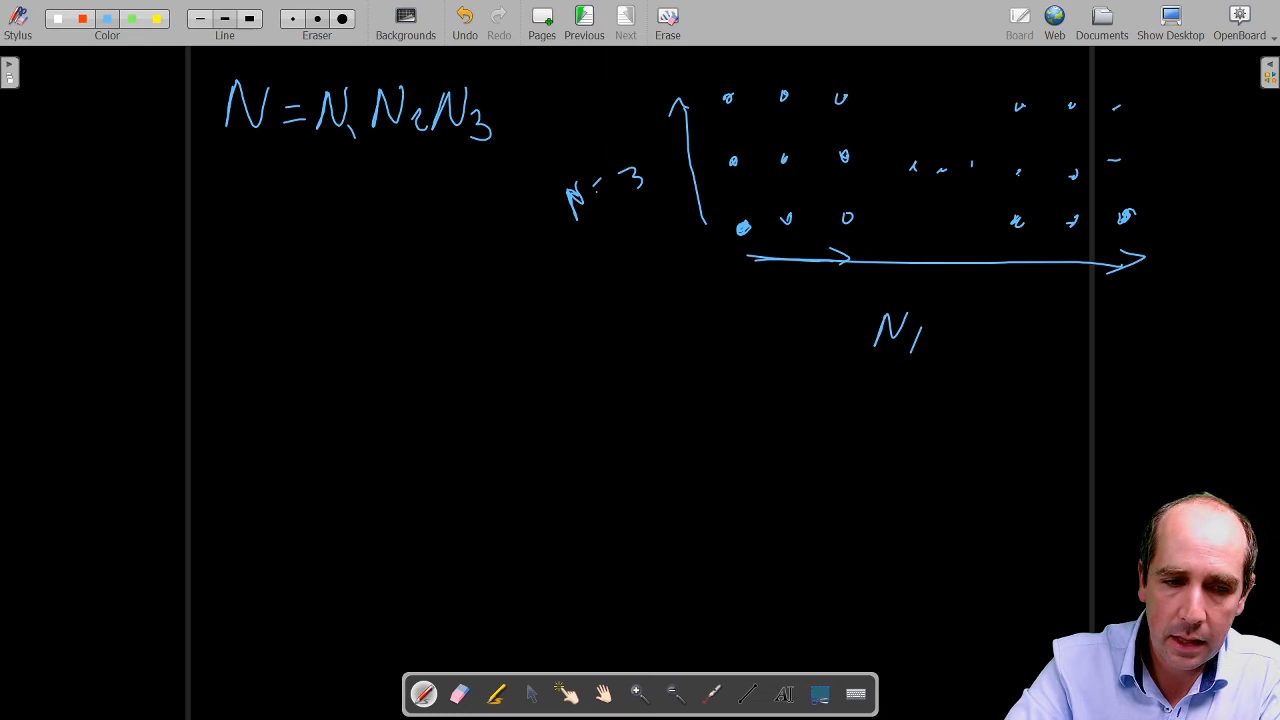 Stylus
Color
Line
Eraser
Backgrounds
Undo
Redo
Pages
Previous
Next
Erase
Board
Web
Documents
Show Desktop
OpenBoard
N = N₁ N₂ N₃
N = 3
N₁